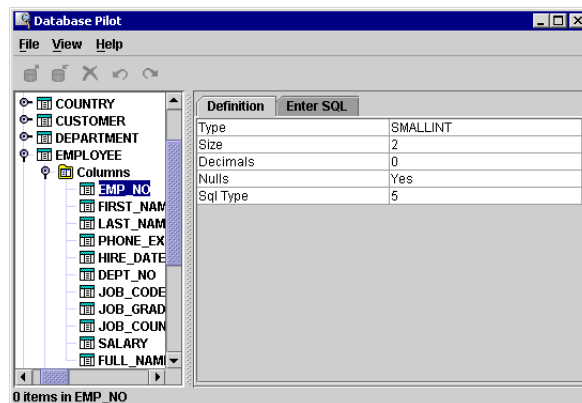 Database Pilot
File View Help
COUNTRY
CUSTOMER
DEPARTMENT
EMPLOYEE
Columns
EMP_NO
FIRST_NAM
LAST_NAM
PHONE_EX
HIRE_DATE
DEPT_NO
JOB_CODE
JOB_GRAD
JOB_COUN
SALARY
FULL_NAM
Definition Enter SQL
Type SMALLINT
Size 2
Decimals 0
Nulls Yes
Sql Type 5
0 items in EMP_NO